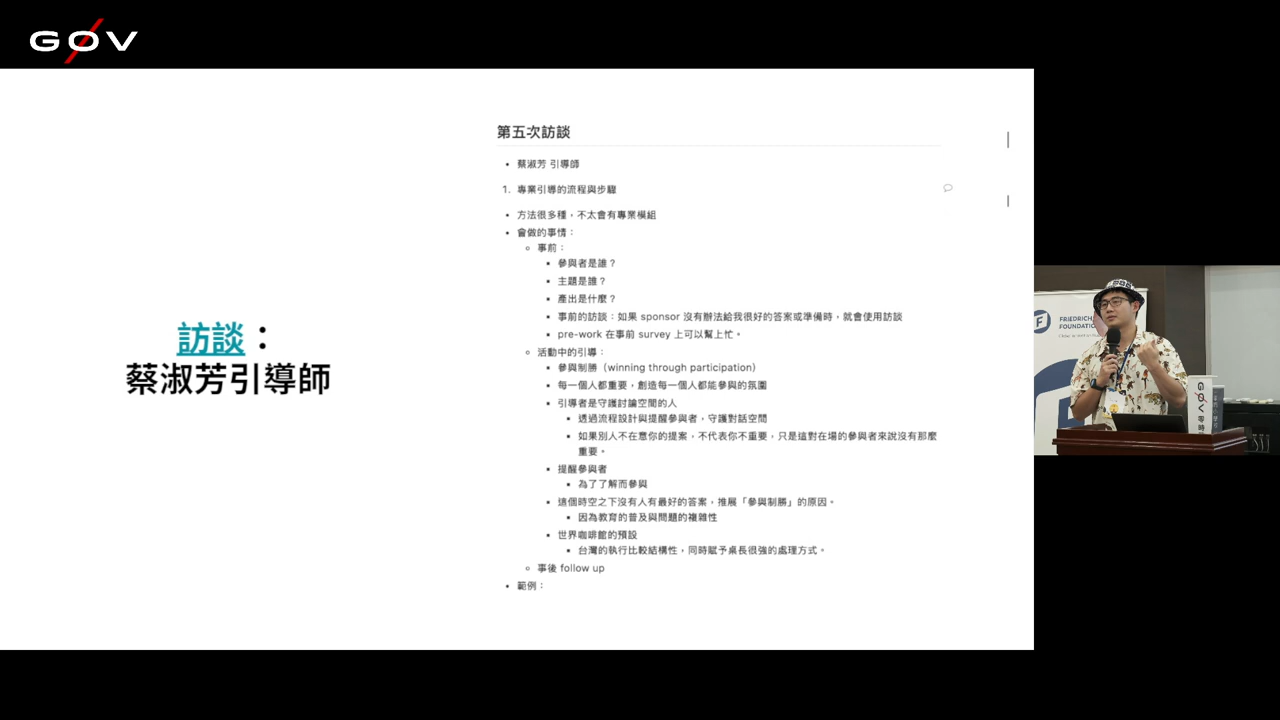 GØV
訪談：
蔡淑芳引導師
第五次訪談
• 蔡淑芳 引導師
1. 專業引導的流程與步驟
• 方法很多種，不太會有專業模組
• 會做的事情：
事前：
參與者是誰？
主題是誰？
產出是什麼？
事前的訪談：如果 sponsor 沒有辦法給我很好的答案或準備時，就會使用訪談
pre-work 在事前 survey 上可以幫上忙。
活動中的引導：
參與制勝（winning through participation）
每一個人都重要，創造每一個人都能參與的氛圍
引導者是守護討論空間的人
透過流程設計與提醒參與者，守護對話空間
如果別人不在意你的提案，不代表你不重要，只是這對在場的參與者來說沒有那麼
重要。
提醒參與者
為了了解而參與
這個時空之下沒有人有最好的答案，推展「參與制勝」的原因。
因為教育的普及與問題的複雜性
世界咖啡館的預設
台灣的執行比較結構性，同時賦予桌長很強的處理方式。
事後 follow up
• 範例：
F
FRIEDRICH
FOUNDATION
GØV零時